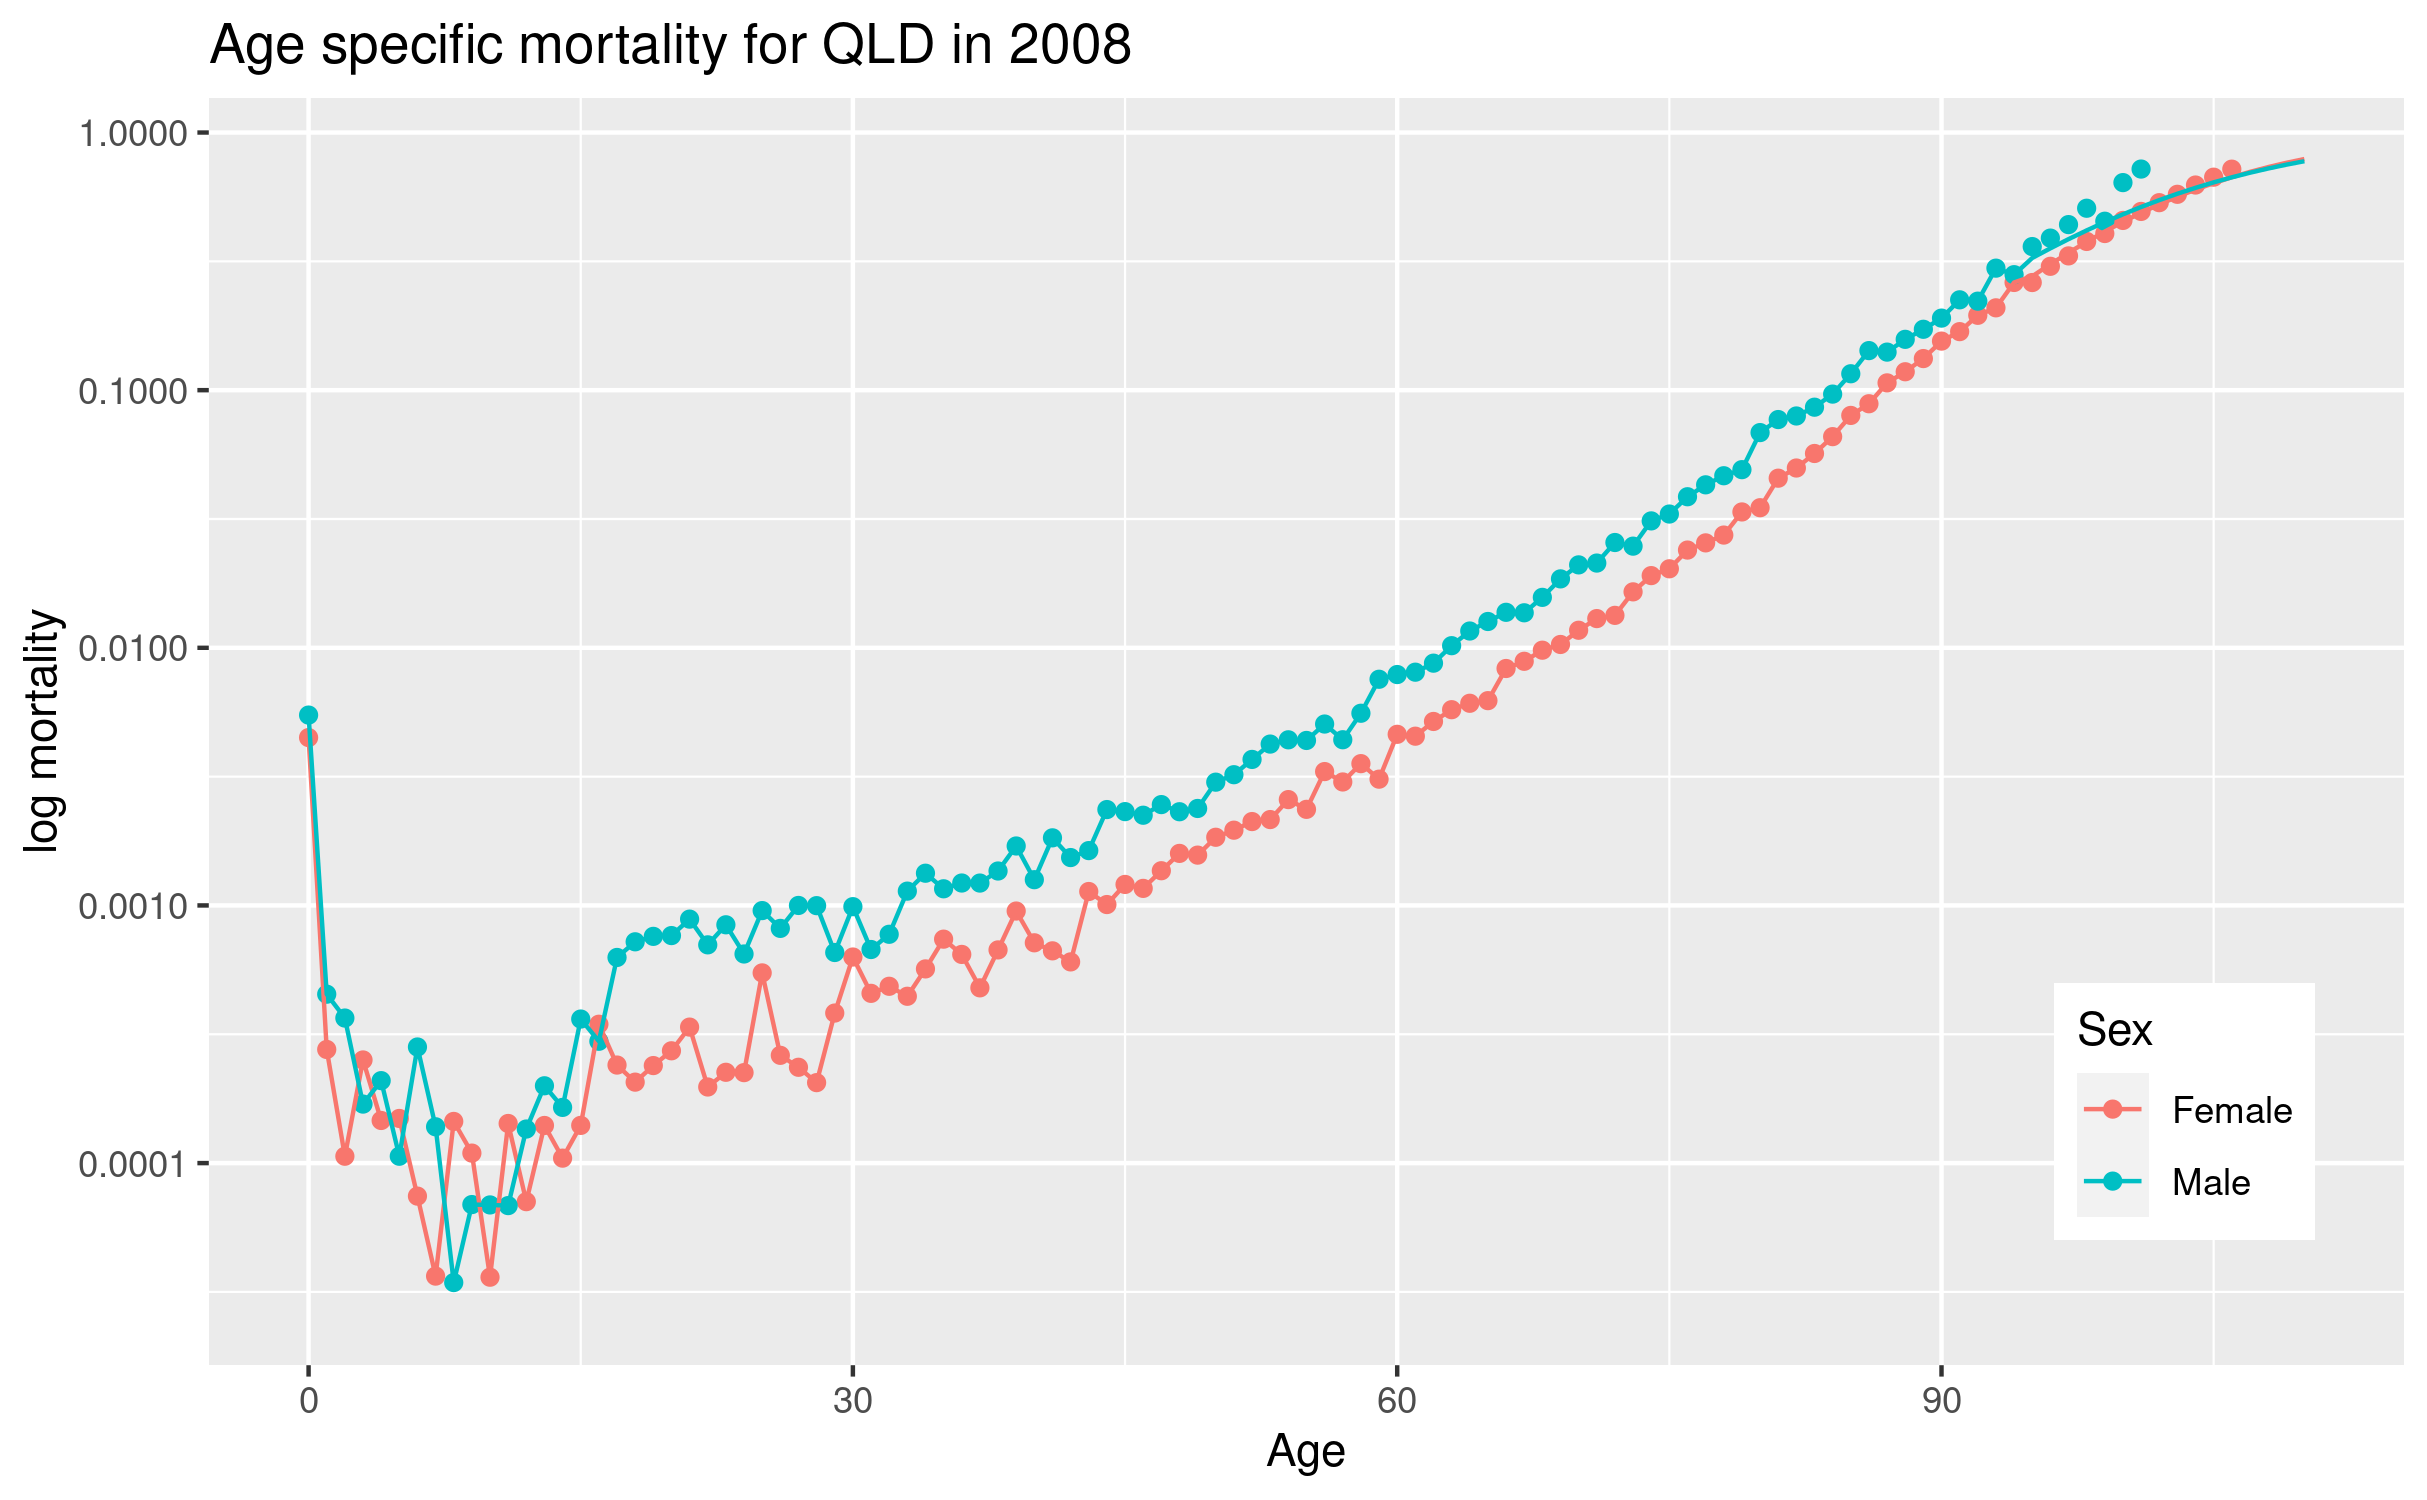 Age specific mortality for QLD in 2008
1.0000
0.1000
0.0100
0.0010
0.0001
log mortality
0
30
60
90
Age
Sex
Female
Male